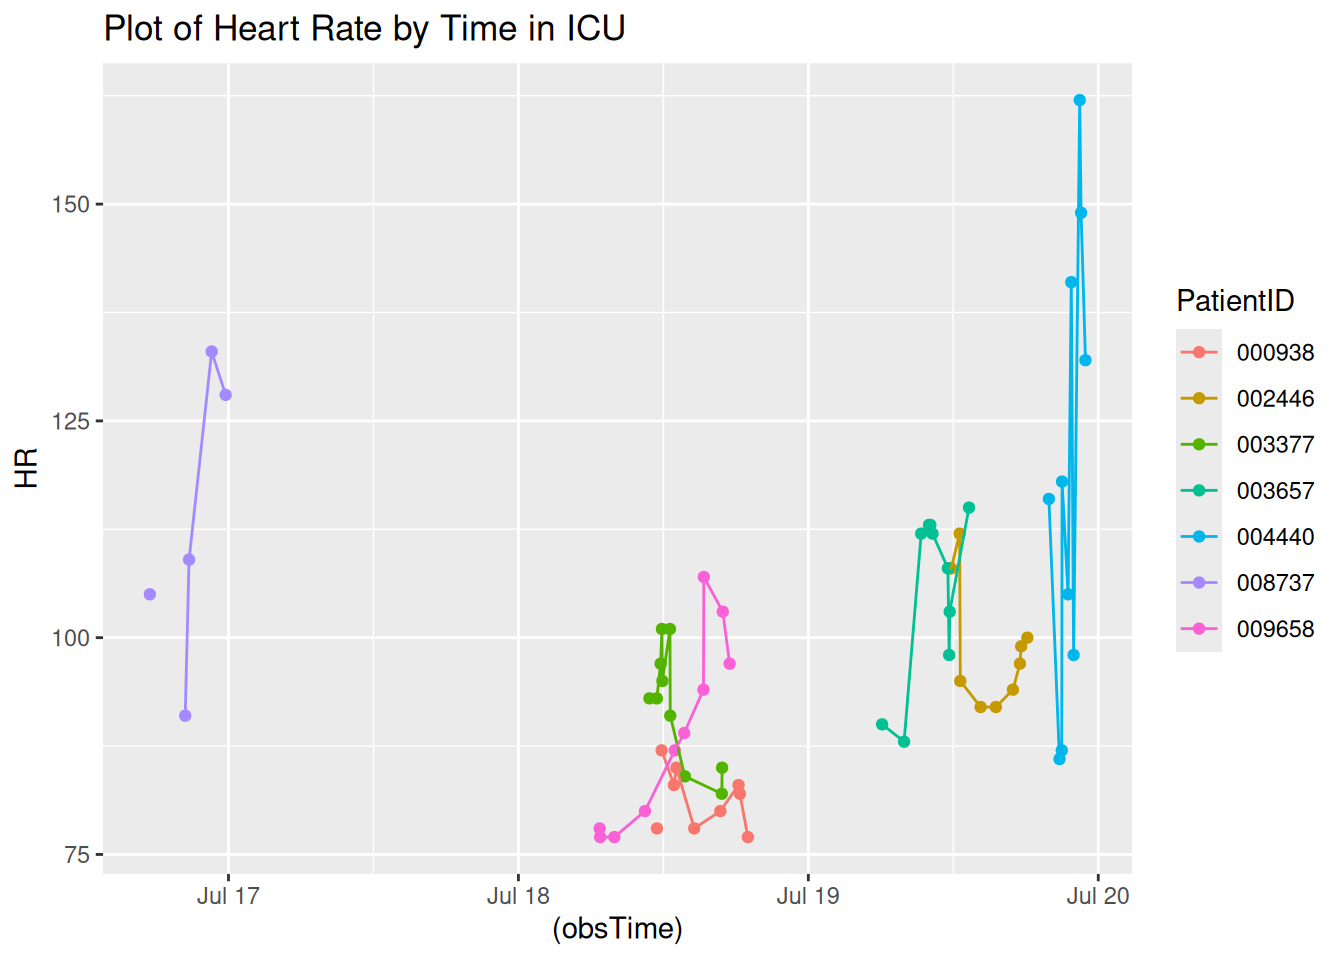 Plot of Heart Rate by Time in ICU
150
125
100
75
HR
Jul 17
Jul 18
Jul 19
Jul 20
(obsTime)
PatientID
000938
002446
003377
003657
004440
008737
009658